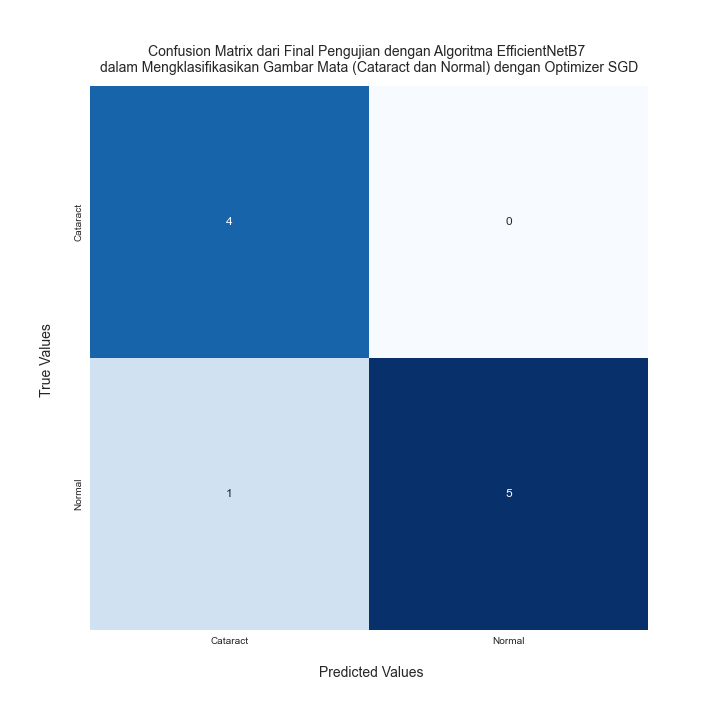 Confusion Matrix dari Final Pengujian dengan Algoritma EfficientNetB7
dalam Mengklasifikasikan Gambar Mata (Cataract dan Normal) dengan Optimizer SGD
True Values
Cataract
4
0
Normal
1
5
Cataract
Normal
Predicted Values